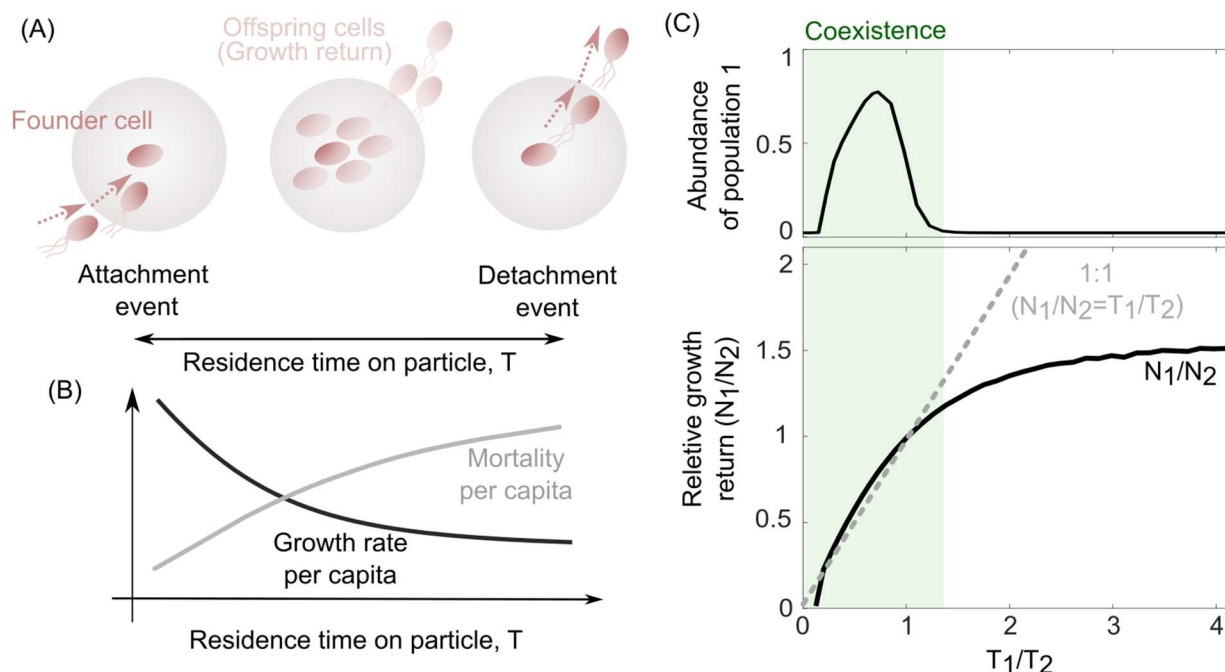 (A)
Offspring cells
(Growth return)
Founder cell
Attachment
event
Detachment
event
Residence time on particle, T
(B)
Mortality
per capita
Growth rate
per capita
Residence time on particle, T
(C)
Coexistence
Abundance
of population 1
1
0.5
0
Reletive growth
return (N1/N2)
2
1.5
1
0.5
0
1:1
(N1/N2=T1/T2)
N1/N2
0
1
2
3
4
T1/T2